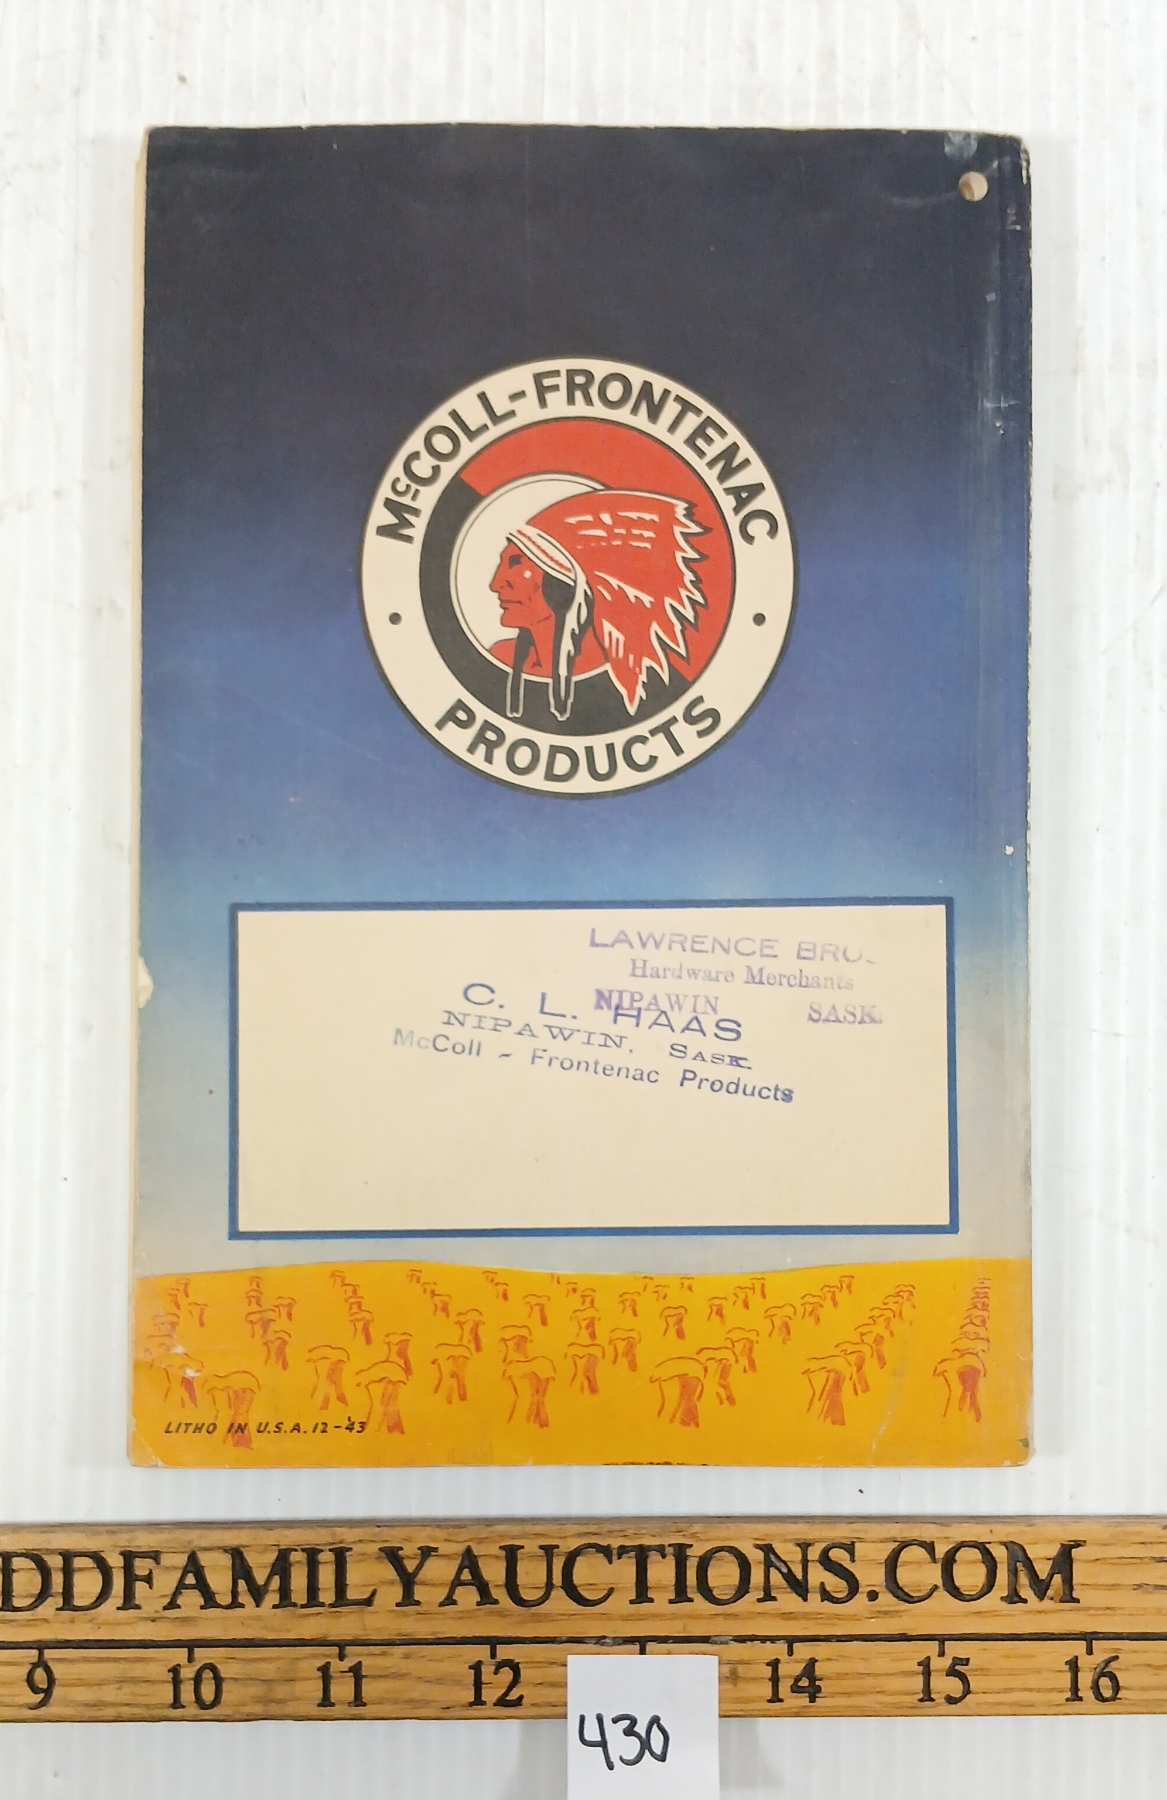 McCOLL-FRONTENAC
PRODUCTS
LAWRENCE BROS.
Hardware Merchants
NIPAWIN SASK.
C. L. HAAS
NIPAWIN, SASK.
McColl - Frontenac Products
LITHO IN U.S.A. 12-43
DDFAMILYAUCTIONS.COM
9 10 11 12 14 15 16
430